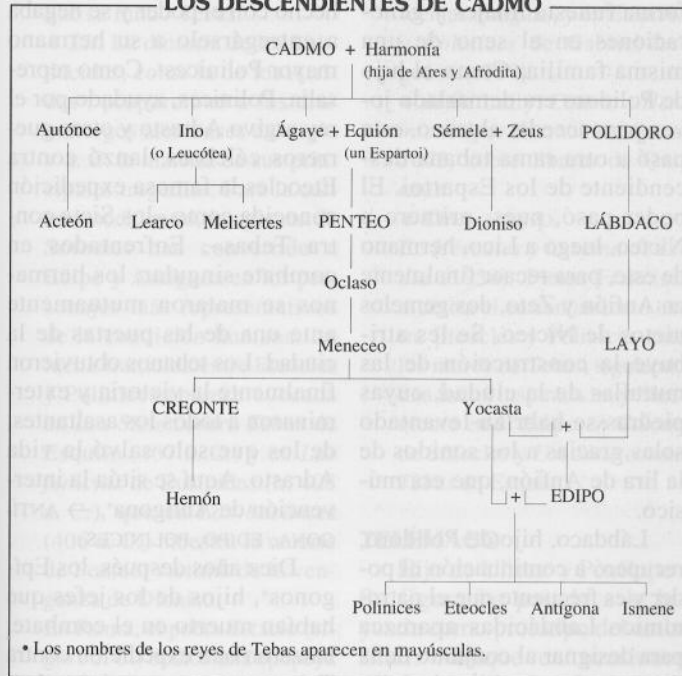 LOS DESCENDIENTES DE CADMO
CADMO + Harmonía
(hija de Ares y Afrodita)
Autónoe Ino Ágave + Equión Sémele + Zeus POLIDORO
(o Leucótea) (un Espartoi)
Acteón Learco Melicertes PENTEO Dioniso LÁBDACO
Oclaso
Meneceo LAYO
CREONTE Yocasta
+
Hemón + EDIPO
Polinices Eteocles Antígona Ismene
• Los nombres de los reyes de Tebas aparecen en mayúsculas.